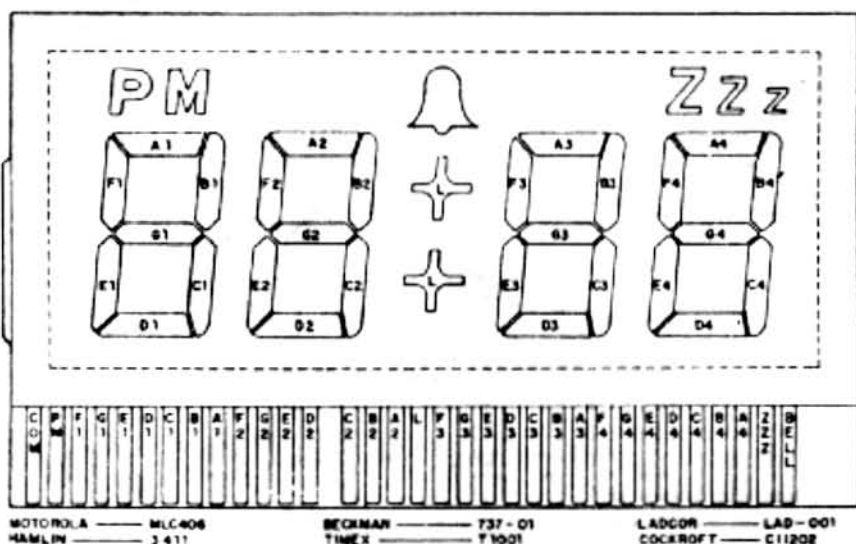 PM Z Z z
A1 A2 A3 A4
F1 B1 F2 B2 L F3 B3 F4 B4
G1 G2 G3 G4
E1 C1 E2 C2 L E3 C3 E4 C4
D1 D2 D3 D4
COM PM F1 G1 E1 D1 C1 B1 A1 F2 G2 E2 D2 C2 B2 A2 L F3 G3 E3 D3 C3 B3 A3 F4 G4 E4 D4 C4 B4 A4 ZZZ BELL
MOTOROLA —— MLC406 BECKMAN —— 737-01 LADCOR —— LAD-001
HAMLIN —— 3411 TIMEX —— T1001 COCKROFT —— C11202